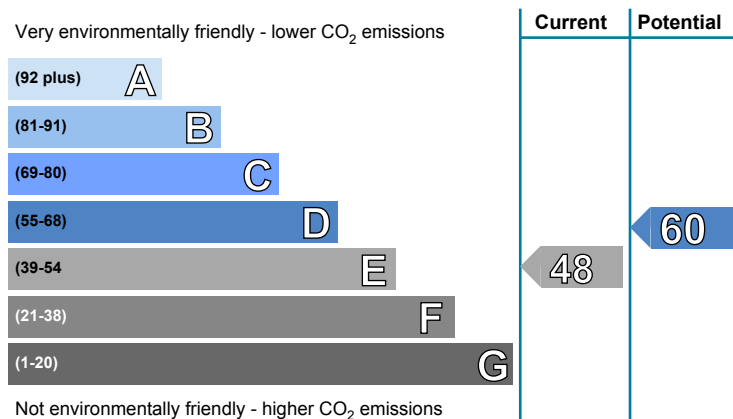 Current Potential
Very environmentally friendly - lower CO₂ emissions
(92 plus) A
(81-91) B
(69-80) C
(55-68) D
60
(39-54 E
48
(21-38) F
(1-20) G
Not environmentally friendly - higher CO₂ emissions